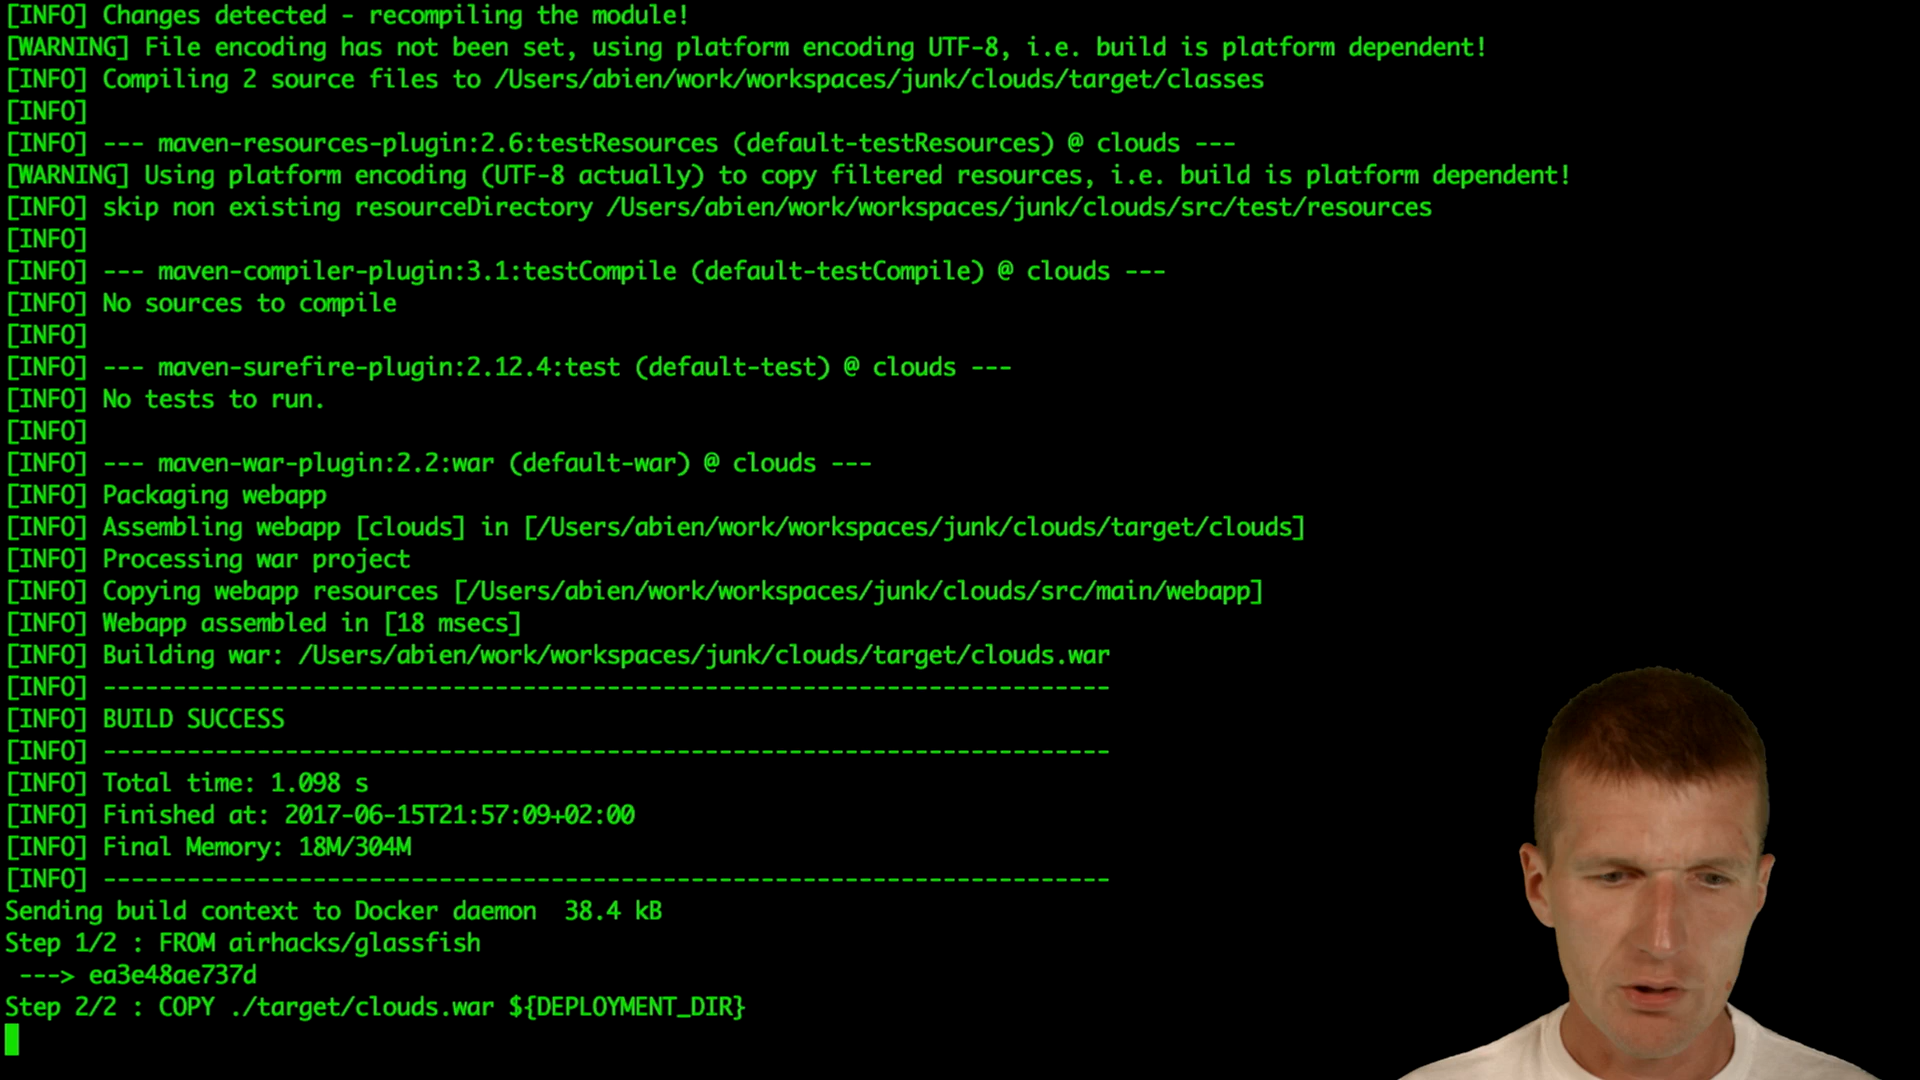 [INFO] Changes detected - recompiling the module!
[WARNING] File encoding has not been set, using platform encoding UTF-8, i.e. build is platform dependent!
[INFO] Compiling 2 source files to /Users/abien/work/workspaces/junk/clouds/target/classes
[INFO]
[INFO] --- maven-resources-plugin:2.6:testResources (default-testResources) @ clouds ---
[WARNING] Using platform encoding (UTF-8 actually) to copy filtered resources, i.e. build is platform dependent!
[INFO] skip non existing resourceDirectory /Users/abien/work/workspaces/junk/clouds/src/test/resources
[INFO]
[INFO] --- maven-compiler-plugin:3.1:testCompile (default-testCompile) @ clouds ---
[INFO] No sources to compile
[INFO]
[INFO] --- maven-surefire-plugin:2.12.4:test (default-test) @ clouds ---
[INFO] No tests to run.
[INFO]
[INFO] --- maven-war-plugin:2.2:war (default-war) @ clouds ---
[INFO] Packaging webapp
[INFO] Assembling webapp [clouds] in [/Users/abien/work/workspaces/junk/clouds/target/clouds]
[INFO] Processing war project
[INFO] Copying webapp resources [/Users/abien/work/workspaces/junk/clouds/src/main/webapp]
[INFO] Webapp assembled in [18 msecs]
[INFO] Building war: /Users/abien/work/workspaces/junk/clouds/target/clouds.war
[INFO] ------------------------------------------------------------------------
[INFO] BUILD SUCCESS
[INFO] ------------------------------------------------------------------------
[INFO] Total time: 1.098 s
[INFO] Finished at: 2017-06-15T21:57:09+02:00
[INFO] Final Memory: 18M/304M
[INFO] ------------------------------------------------------------------------
Sending build context to Docker daemon  38.4 kB
Step 1/2 : FROM airhacks/glassfish
 ---> ea3e48ae737d
Step 2/2 : COPY ./target/clouds.war ${DEPLOYMENT_DIR}